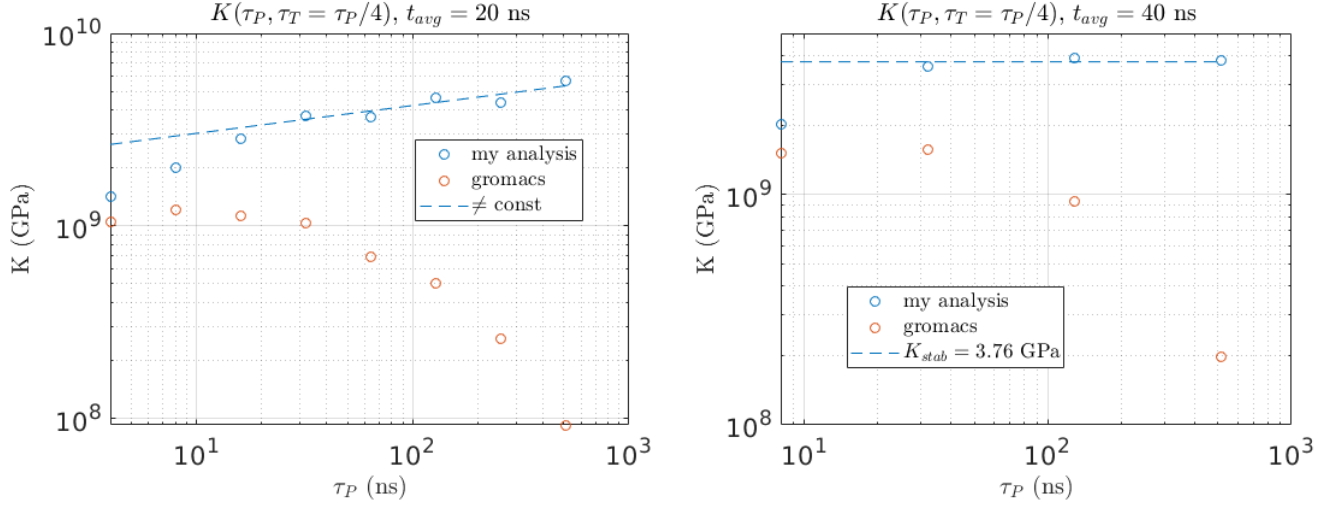 K(τ_P, τ_T = τ_P/4), t_avg = 20 ns
10^10
10^9
10^8
K (GPa)
my analysis
gromacs
≠ const
10^1
10^2
10^3
τ_P (ns)
K(τ_P, τ_T = τ_P/4), t_avg = 40 ns
10^9
10^8
K (GPa)
my analysis
gromacs
K_stab = 3.76 GPa
10^1
10^2
10^3
τ_P (ns)